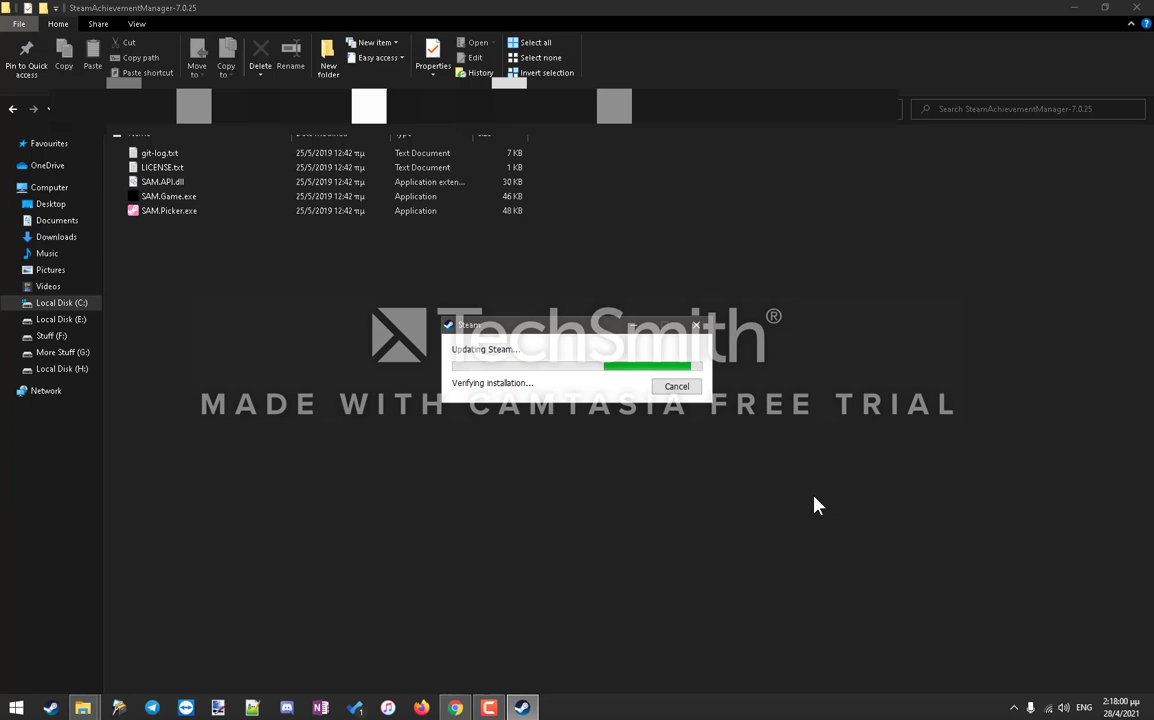 SteamAchievementManager-7.0.25
File Home Share View
Pin to Quick access
Copy
Paste
Cut
Copy path
Paste shortcut
Move to
Copy to
Delete
Rename
New folder
New item
Easy access
Properties
Open
Edit
History
Select all
Select none
Invert selection
Search SteamAchievementManager-7.0.25
git-log.txt 25/5/2019 12:42 πμ Text Document 7 KB
LICENSE.txt 25/5/2019 12:42 πμ Text Document 1 KB
SAM.API.dll 25/5/2019 12:42 πμ Application exten... 30 KB
SAM.Game.exe 25/5/2019 12:42 πμ Application 46 KB
SAM.Picker.exe 25/5/2019 12:42 πμ Application 48 KB
Favourites
OneDrive
Computer
Desktop
Documents
Downloads
Music
Pictures
Videos
Local Disk (C:)
Local Disk (E:)
Stuff (F:)
More Stuff (G:)
Local Disk (H:)
Network
Steam
Updating Steam...
Verifying installation...
Cancel
TechSmith®
MADE WITH CAMTASIA FREE TRIAL
ENG
2:18:00 μμ
28/4/2021